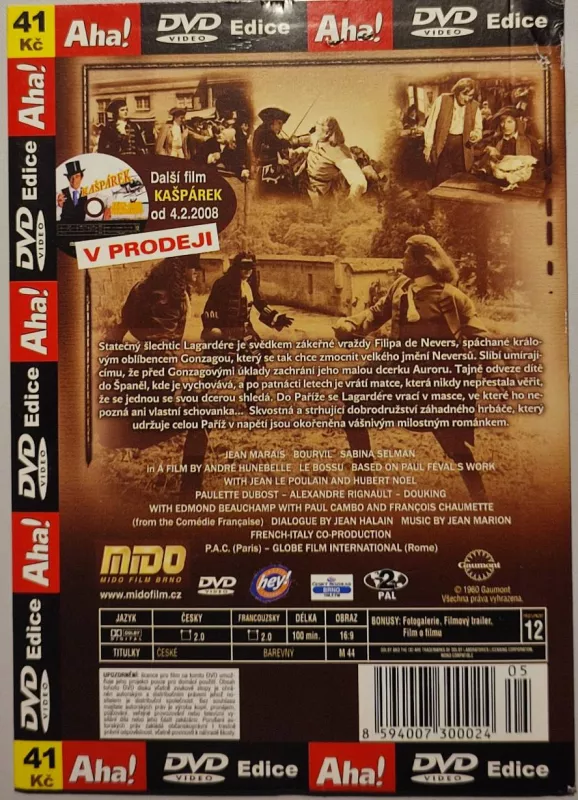 41
Kč
Aha!
DVD
VIDEO
Edice
Aha!
DVD
VIDEO
Edice
Aha!
DVD
VIDEO
Edice
Aha!
DVD
VIDEO
Edice
Aha!
DVD
VIDEO
Edice
KAŠPÁREK
Další film
KAŠPÁREK
od 4.2.2008
V PRODEJI
Statečný šlechtic Lagardére je svědkem zákeřné vraždy Filipa de Nevers, spáchané králo-
vým oblíbencem Gonzagou, který se tak chce zmocnit velkého jmění Neversů. Slíbí umírají-
címu, že před Gonzagovými úklady zachrání jeho malou dcerku Auroru. Tajně odveze dítě
do Španěl, kde je vychovává, a po patnácti letech je vrátí matce, která nikdy nepřestala věřit,
že se jednou se svou dcerou shledá. Do Paříže se Lagardére vrací v masce, ve které ho ne-
pozná ani vlastní schovanka... Skvostná a strhující dobrodružství záhadného hrbáče, který
udržuje celou Paříž v napětí jsou okořeněna vášnivým milostným románkem.
JEAN MARAIS BOURVIL SABINA SELMAN
in A FILM BY ANDRÉ HUNEBELLE LE BOSSU BASED ON PAUL FÉVAL'S WORK
WITH JEAN LE POULAIN AND HUBERT NOEL
PAULETTE DUBOST – ALEXANDRE RIGNAULT – DOUKING
WITH EDMOND BEAUCHAMP WITH PAUL CAMBO AND FRANÇOIS CHAUMETTE
(from the Comédie Française) DIALOGUE BY JEAN HALAIN MUSIC BY JEAN MARION
FRENCH-ITALY CO-PRODUCTION
P.A.C. (Paris) – GLOBE FILM INTERNATIONAL (Rome)
MIDO
MIDO FILM BRNO
www.midofilm.cz
DVD
VIDEO
hey!
BRNO
2
PAL
Gaumont
© 1960 Gaumont
Všechna práva vyhrazena.
JAZYK ČESKY FRANCOUZSKY DÉLKA OBRAZ
DOLBY DIGITAL 2.0 2.0 100 min. 16:9
TITULKY ČESKÉ BAREVNÝ M 44
BONUSY: Fotogalerie, Filmový trailer,
Film o filmu
12
UPOZORNĚNÍ:
05
8 594007 300024
41
Kč
Aha!
DVD
VIDEO
Edice
Aha!
DVD
VIDEO
Edice